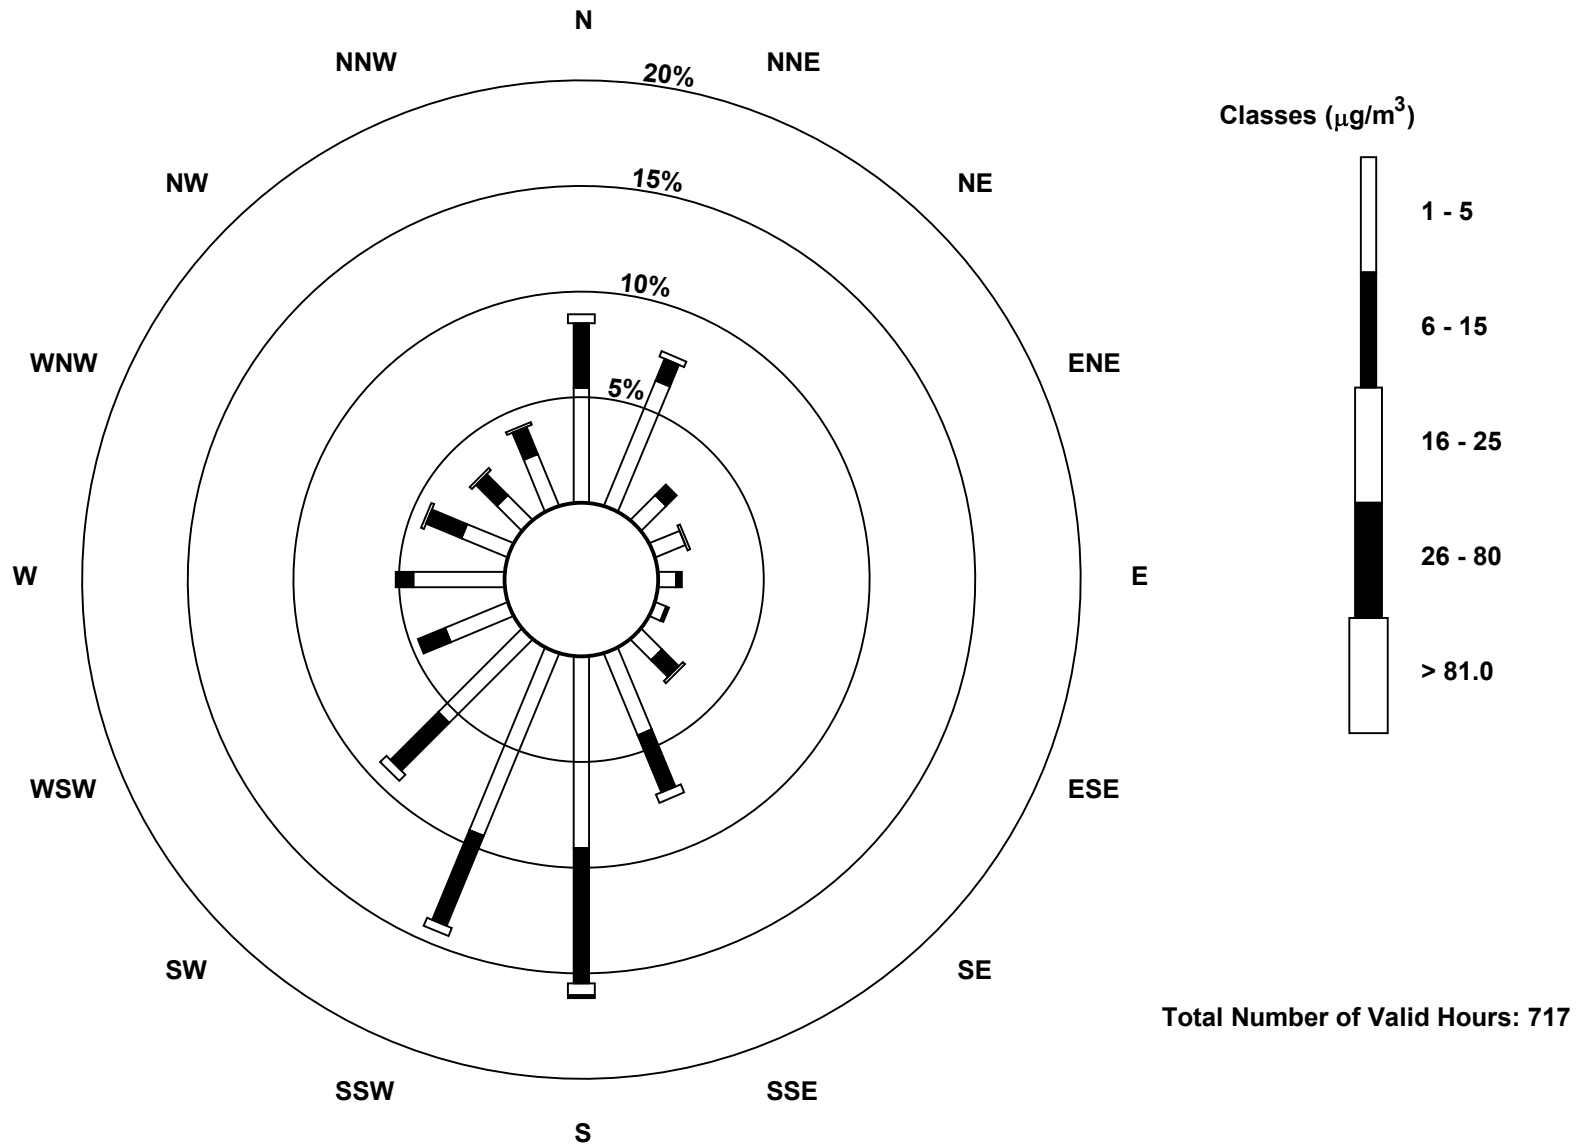 N
NNW
NNE
20%
Classes (μg/m³)
15%
NW
NE
1 - 5
10%
6 - 15
WNW
ENE
5%
16 - 25
26 - 80
W
E
> 81.0
WSW
ESE
SW
SE
Total Number of Valid Hours: 717
SSW
SSE
S